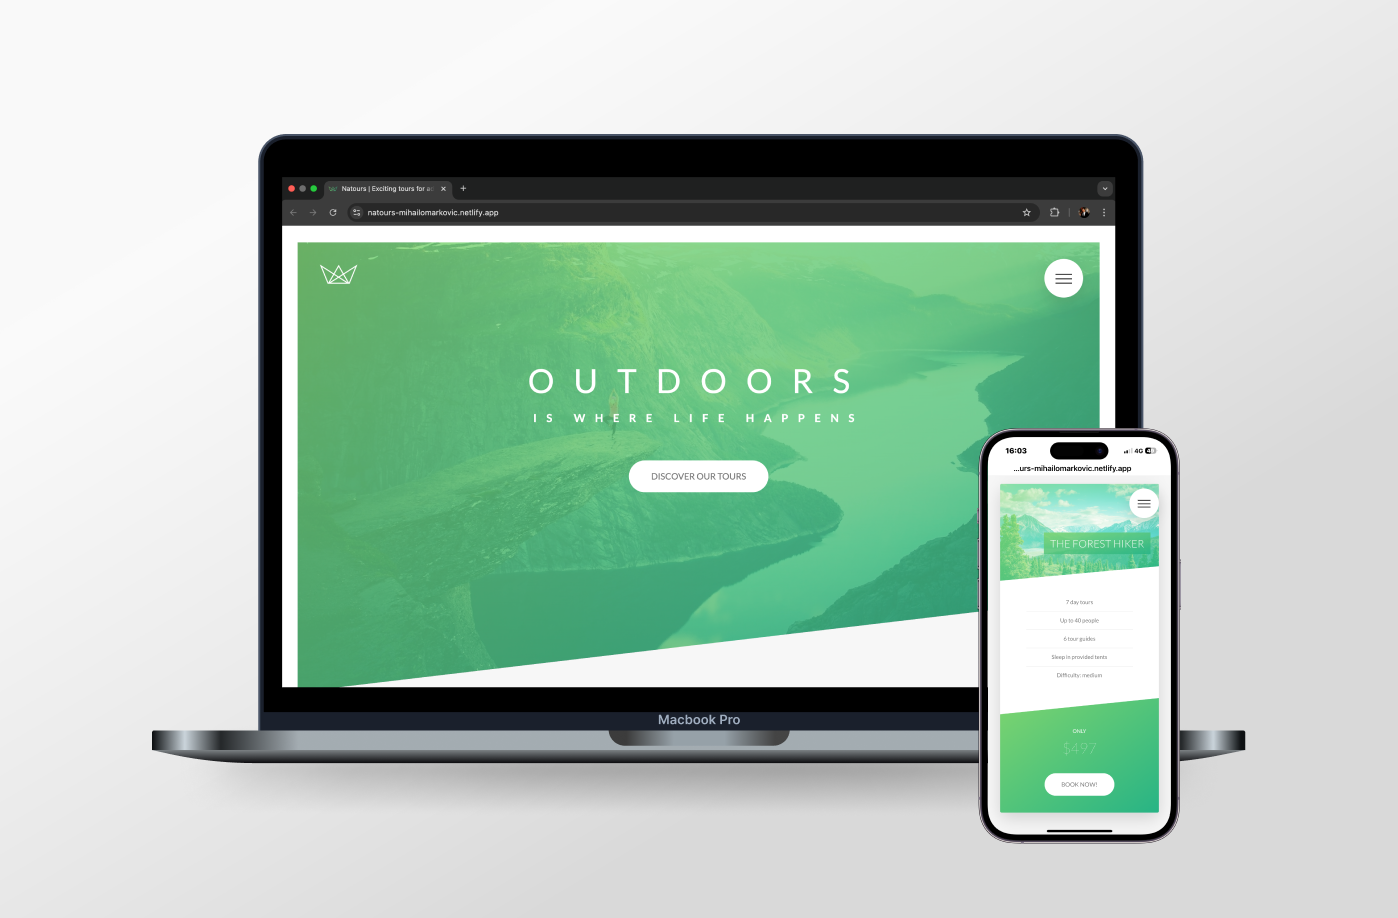 Natours | Exciting tours for a
natours-mihailomarkovic.netlify.app
OUTDOORS
IS WHERE LIFE HAPPENS
DISCOVER OUR TOURS
Macbook Pro
16:03
4G
...urs-mihailomarkovic.netlify.app
THE FOREST HIKER
7 day tours
Up to 40 people
6 tour guides
Sleep in provided tents
Difficulty: medium
ONLY
$497
BOOK NOW!